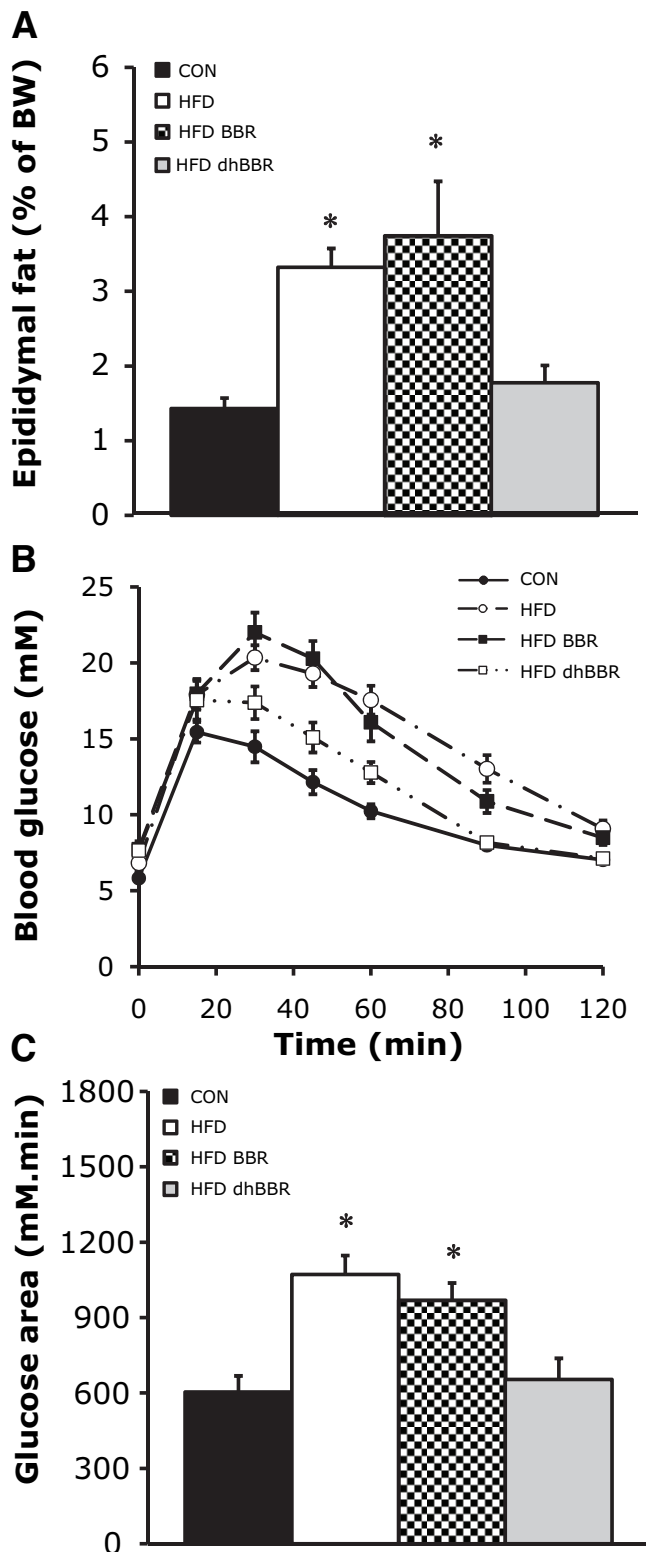 A
Epididymal fat (% of BW)
6
5
4
3
2
1
0
CON
HFD
HFD BBR
HFD dhBBR
*
*
B
Blood glucose (mM)
25
20
15
10
5
0
CON
HFD
HFD BBR
HFD dhBBR
0 20 40 60 80 100 120
Time (min)
C
Glucose area (mM.min)
1800
1500
1200
900
600
300
0
CON
HFD
HFD BBR
HFD dhBBR
*
*